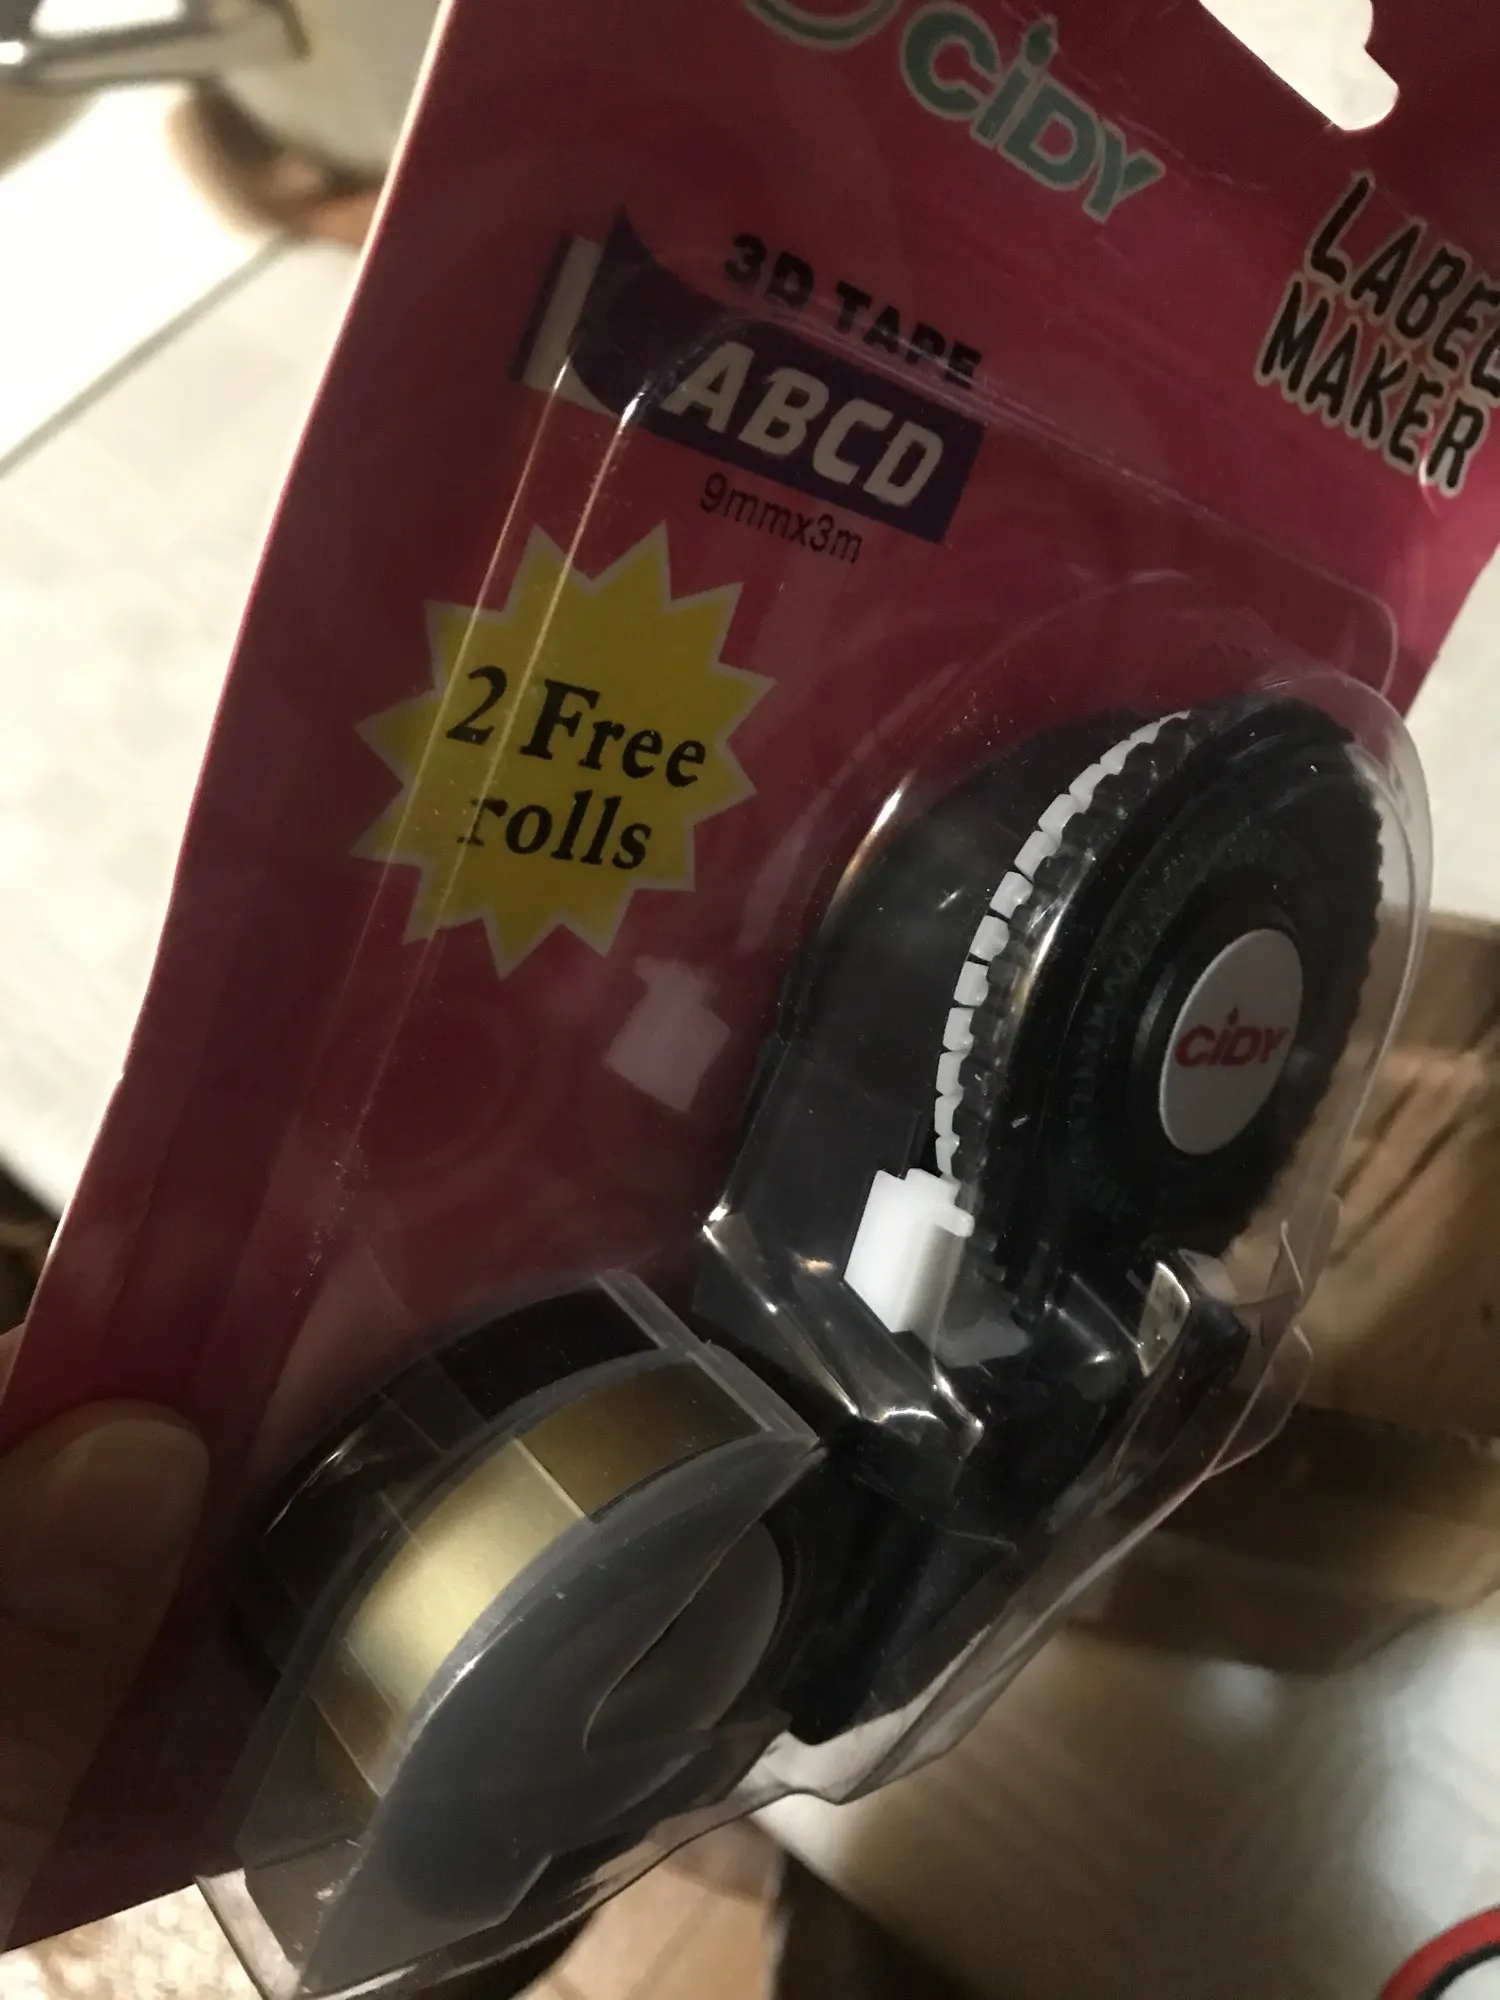 CiDY
LABEL
MAKER
3D TAPE
ABCD
9mmx3m
2 Free
rolls
CiDY